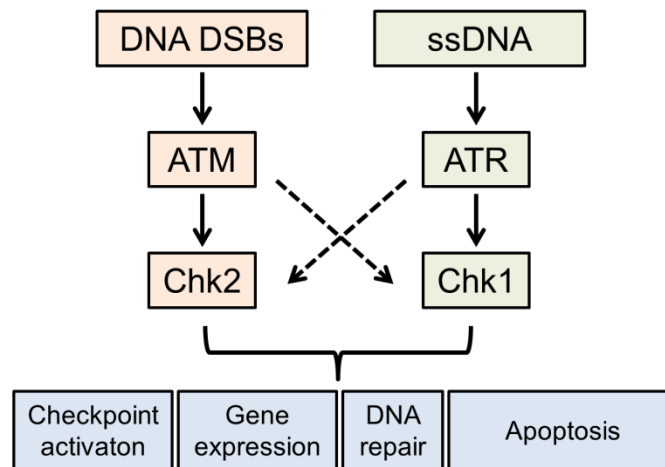 DNA DSBs
ssDNA
ATM
ATR
Chk2
Chk1
Checkpoint
activaton
Gene
expression
DNA
repair
Apoptosis